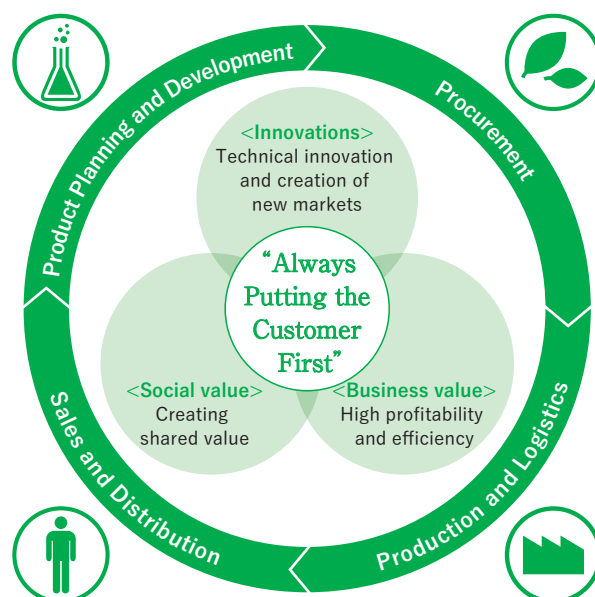 Product Planning and Development
Procurement
<Innovations>
Technical innovation
and creation of
new markets
“Always
Putting the
Customer
First”
<Social value>
Creating
shared value
<Business value>
High profitability
and efficiency
Sales and Distribution
Production and Logistics